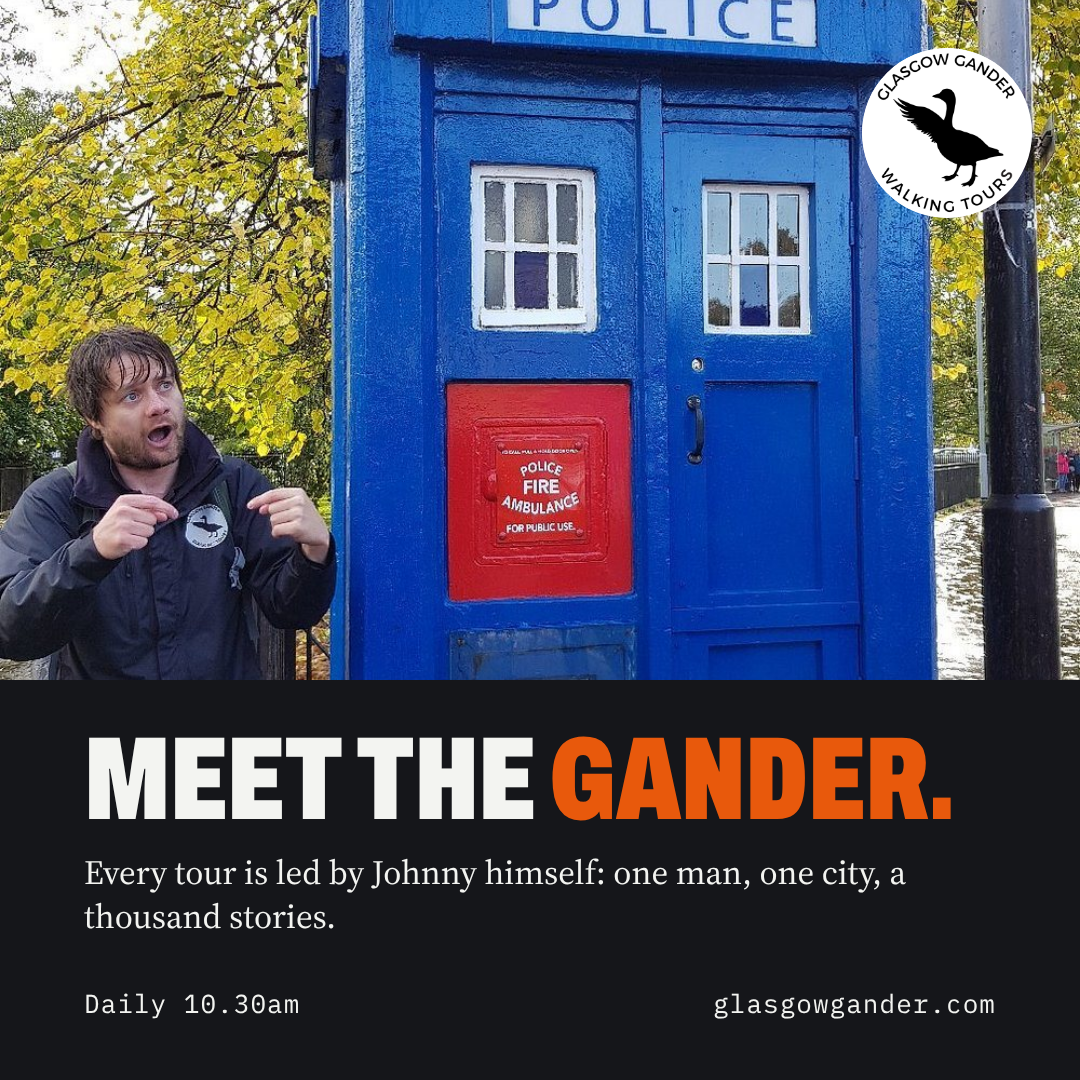 POLICE
GLASGOW GANDER
WALKING TOURS
POLICE
FIRE
AMBULANCE
FOR PUBLIC USE.
MEET THE GANDER.
Every tour is led by Johnny himself: one man, one city, a
thousand stories.
Daily 10.30am
glasgowgander.com